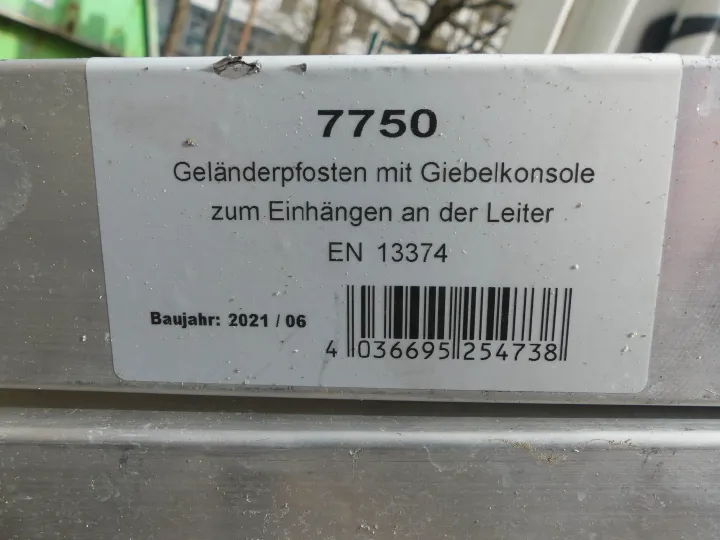 7750
Geländerpfosten mit Giebelkonsole
zum Einhängen an der Leiter
EN 13374
Baujahr: 2021 / 06
4 036695 254738